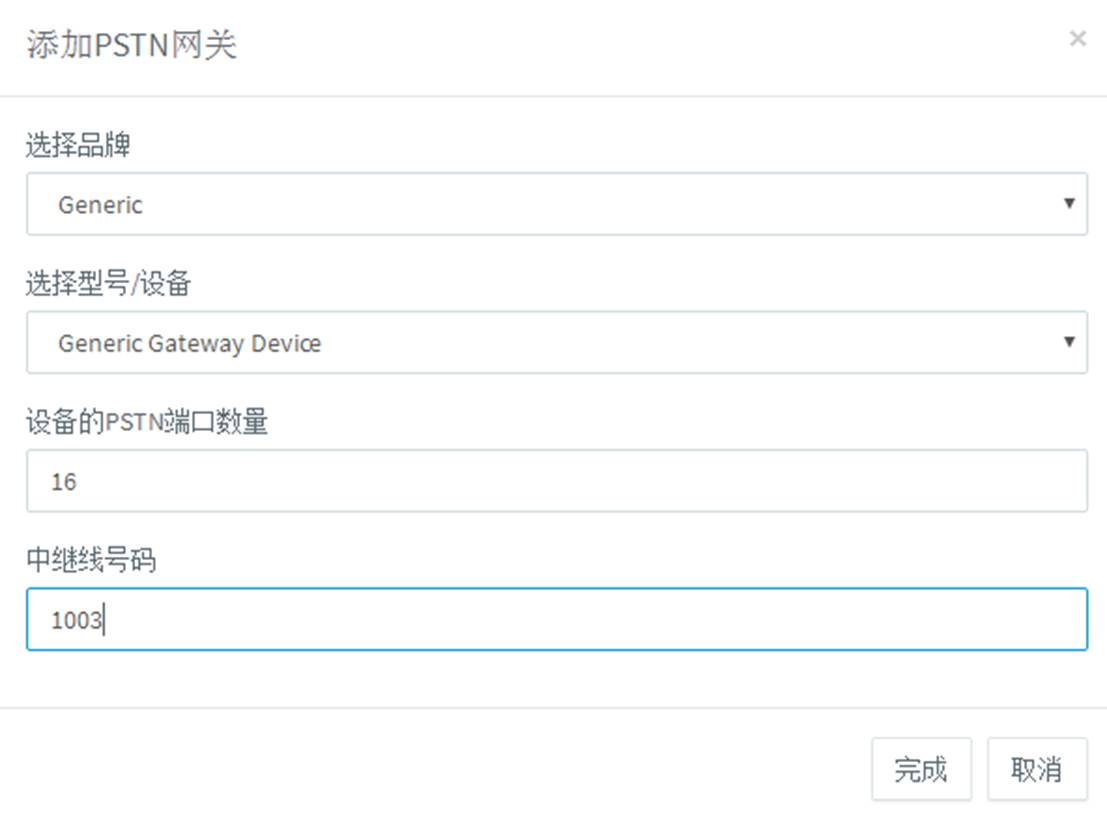 添加PSTN网关
×
选择品牌
Generic
选择型号/设备
Generic Gateway Device
设备的PSTN端口数量
16
中继线号码
1003
完成 取消